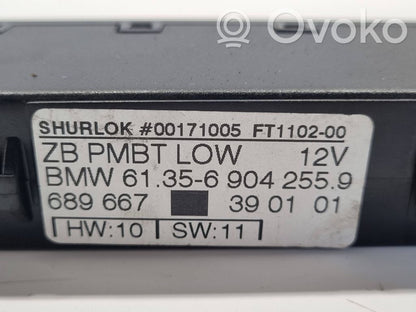 OVOKO
SHURLOK #00171005 FT1102-00
ZB PMBT LOW 12V
BMW 61.35-6 904 255.9
689 667 39 01 01
HW:10 SW:11